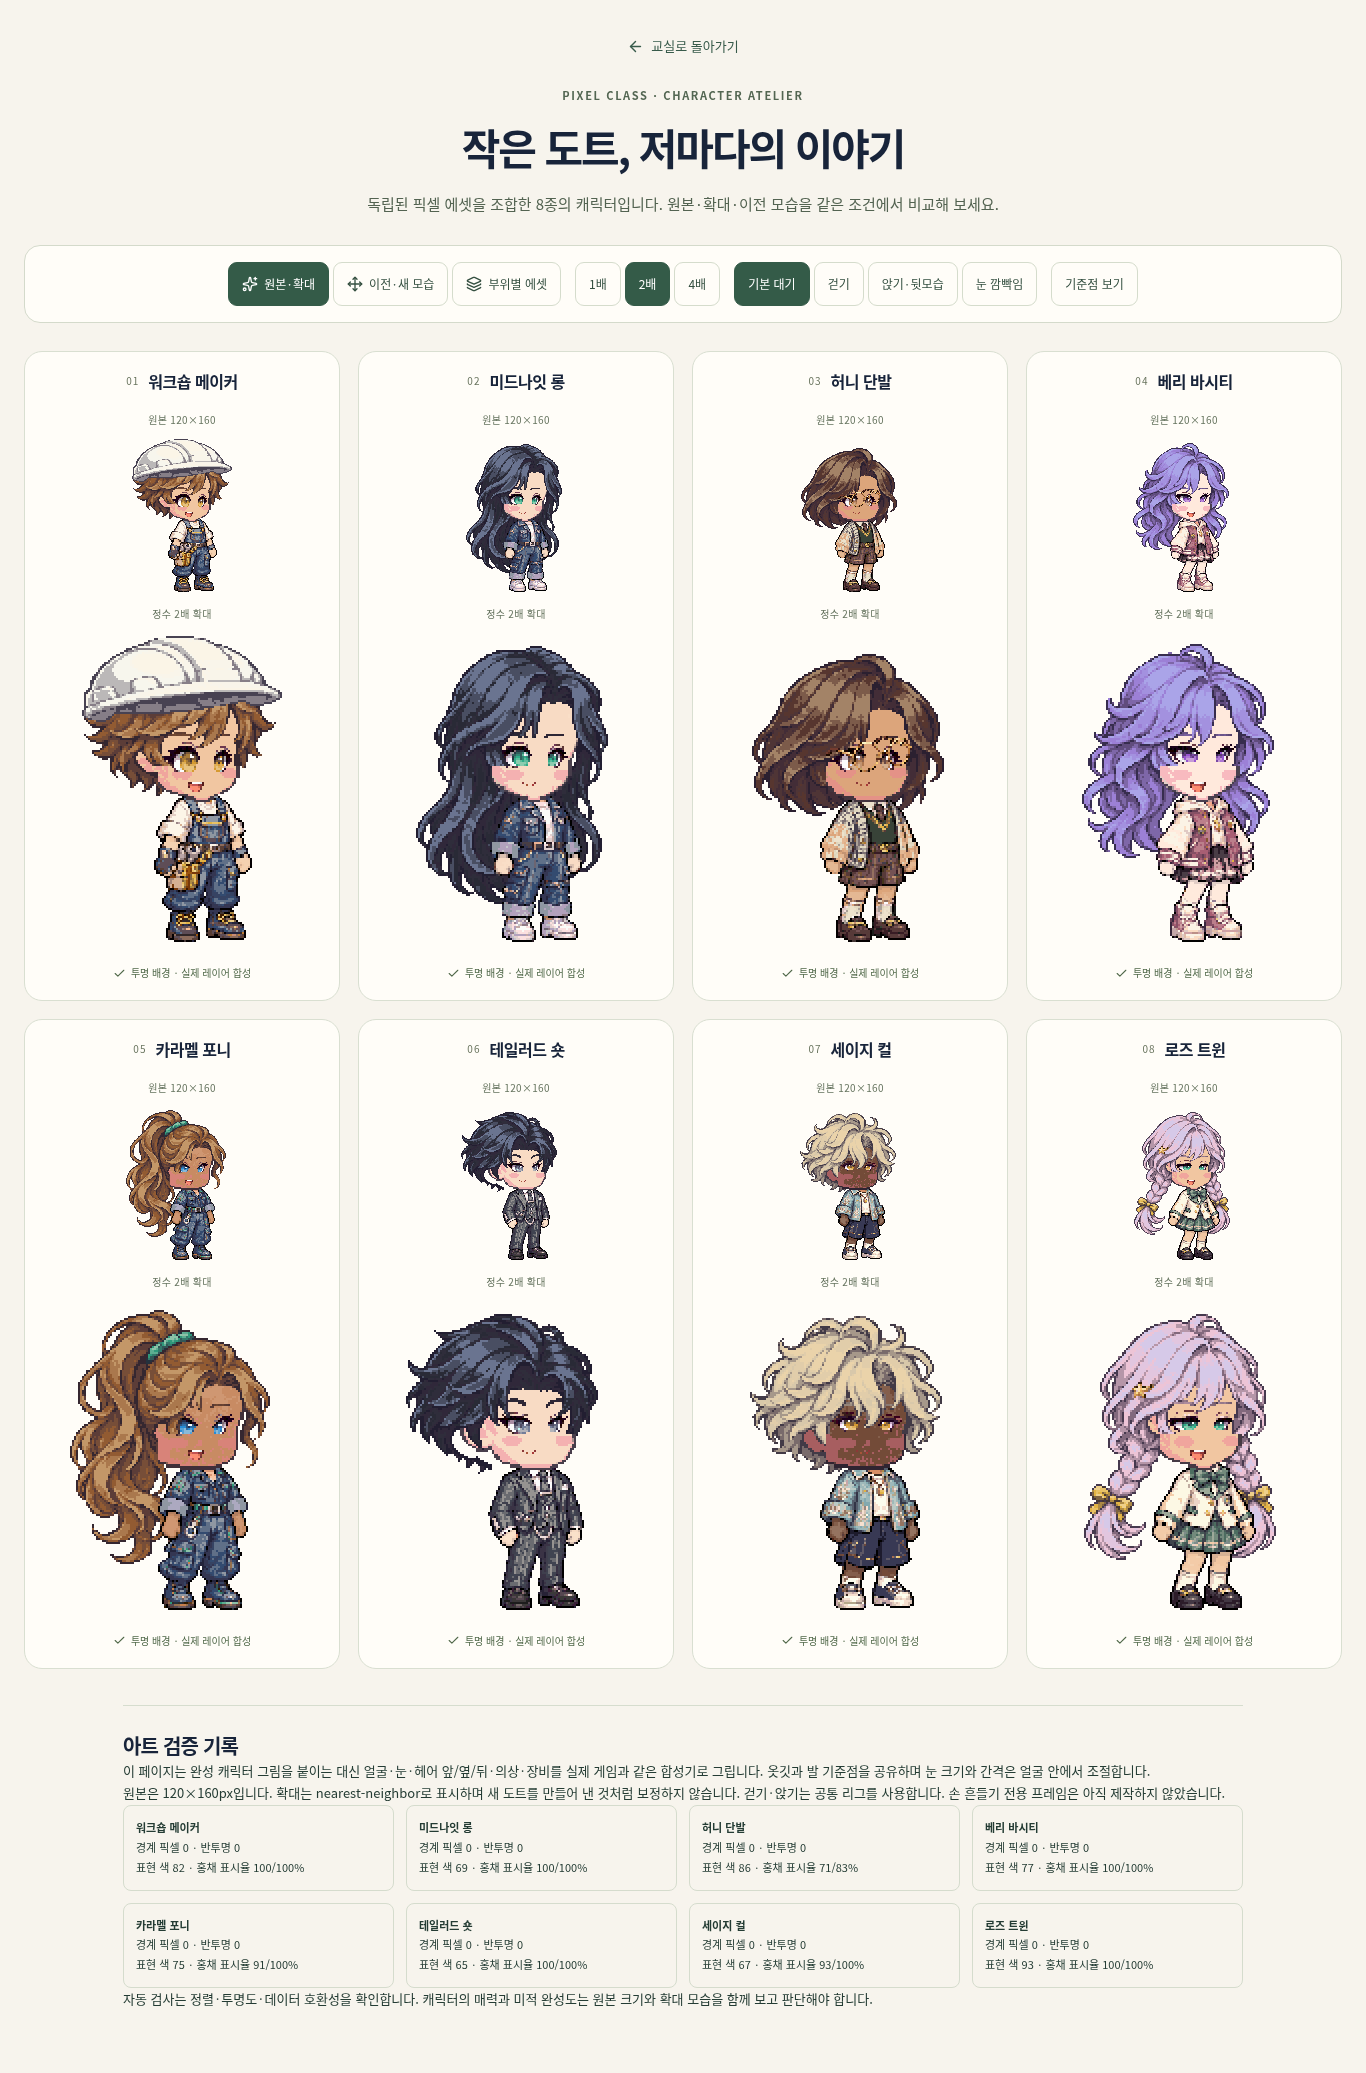 교실로 돌아가기
PIXEL CLASS · CHARACTER ATELIER
작은 도트, 저마다의 이야기
독립된 픽셀 에셋을 조합한 8종의 캐릭터입니다. 원본·확대·이전 모습을 같은 조건에서 비교해 보세요.
원본·확대 이전·새 모습 부위별 에셋 1배 2배 4배 기본 대기 걷기 앉기·뒷모습 눈 깜빡임 기준점 보기
01 워크숍 메이커
원본 120×160
정수 2배 확대
투명 배경 · 실제 레이어 합성
02 미드나잇 롱
원본 120×160
정수 2배 확대
투명 배경 · 실제 레이어 합성
03 허니 단발
원본 120×160
정수 2배 확대
투명 배경 · 실제 레이어 합성
04 베리 바시티
원본 120×160
정수 2배 확대
투명 배경 · 실제 레이어 합성
05 카라멜 포니
원본 120×160
정수 2배 확대
투명 배경 · 실제 레이어 합성
06 테일러드 숏
원본 120×160
정수 2배 확대
투명 배경 · 실제 레이어 합성
07 세이지 컬
원본 120×160
정수 2배 확대
투명 배경 · 실제 레이어 합성
08 로즈 트윈
원본 120×160
정수 2배 확대
투명 배경 · 실제 레이어 합성
아트 검증 기록
이 페이지는 완성 캐릭터 그림을 붙이는 대신 얼굴·눈·헤어 앞/옆/뒤·의상·장비를 실제 게임과 같은 합성기로 그립니다. 옷깃과 발 기준점을 공유하며 눈 크기와 간격은 얼굴 안에서 조절합니다.
원본은 120×160px입니다. 확대는 nearest-neighbor로 표시하며 새 도트를 만들어 낸 것처럼 보정하지 않습니다. 걷기·앉기는 공통 리그를 사용합니다. 손 흔들기 전용 프레임은 아직 제작하지 않았습니다.
워크숍 메이커
경계 픽셀 0 · 반투명 0
표현 색 82 · 홍채 표시율 100/100%
미드나잇 롱
경계 픽셀 0 · 반투명 0
표현 색 69 · 홍채 표시율 100/100%
허니 단발
경계 픽셀 0 · 반투명 0
표현 색 86 · 홍채 표시율 71/83%
베리 바시티
경계 픽셀 0 · 반투명 0
표현 색 77 · 홍채 표시율 100/100%
카라멜 포니
경계 픽셀 0 · 반투명 0
표현 색 75 · 홍채 표시율 91/100%
테일러드 숏
경계 픽셀 0 · 반투명 0
표현 색 65 · 홍채 표시율 100/100%
세이지 컬
경계 픽셀 0 · 반투명 0
표현 색 67 · 홍채 표시율 93/100%
로즈 트윈
경계 픽셀 0 · 반투명 0
표현 색 93 · 홍채 표시율 100/100%
자동 검사는 정렬·투명도·데이터 호환성을 확인합니다. 캐릭터의 매력과 미적 완성도는 원본 크기와 확대 모습을 함께 보고 판단해야 합니다.